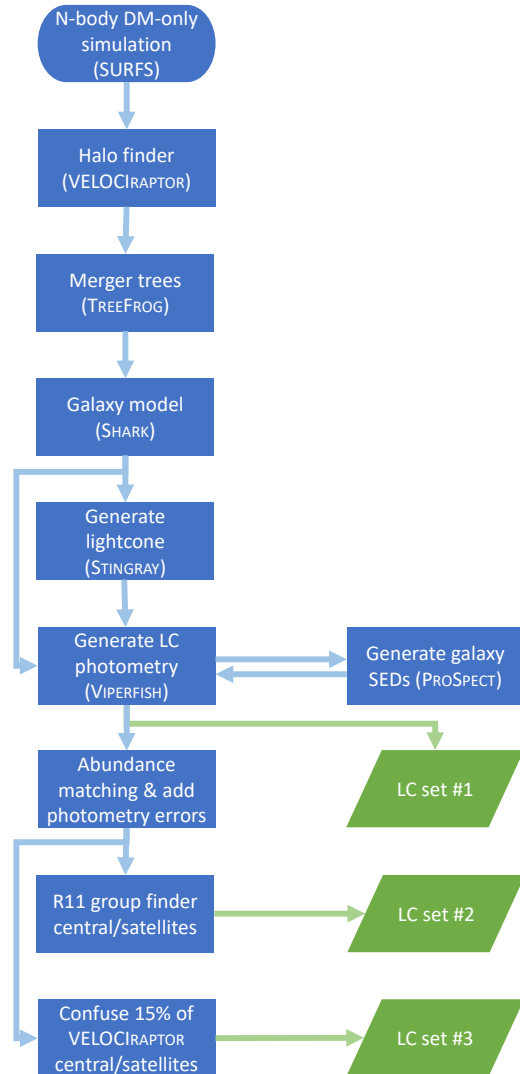 N-body DM-only
simulation
(SURFS)
Halo finder
(VELOCIRAPTOR)
Merger trees
(TREEFROG)
Galaxy model
(SHARK)
Generate
lightcone
(STINGRAY)
Generate LC
photometry
(VIPERFISH)
Generate galaxy
SEDs (PROSPECT)
Abundance
matching & add
photometry errors
LC set #1
R11 group finder
central/satellites
LC set #2
Confuse 15% of
VELOCIRAPTOR
central/satellites
LC set #3